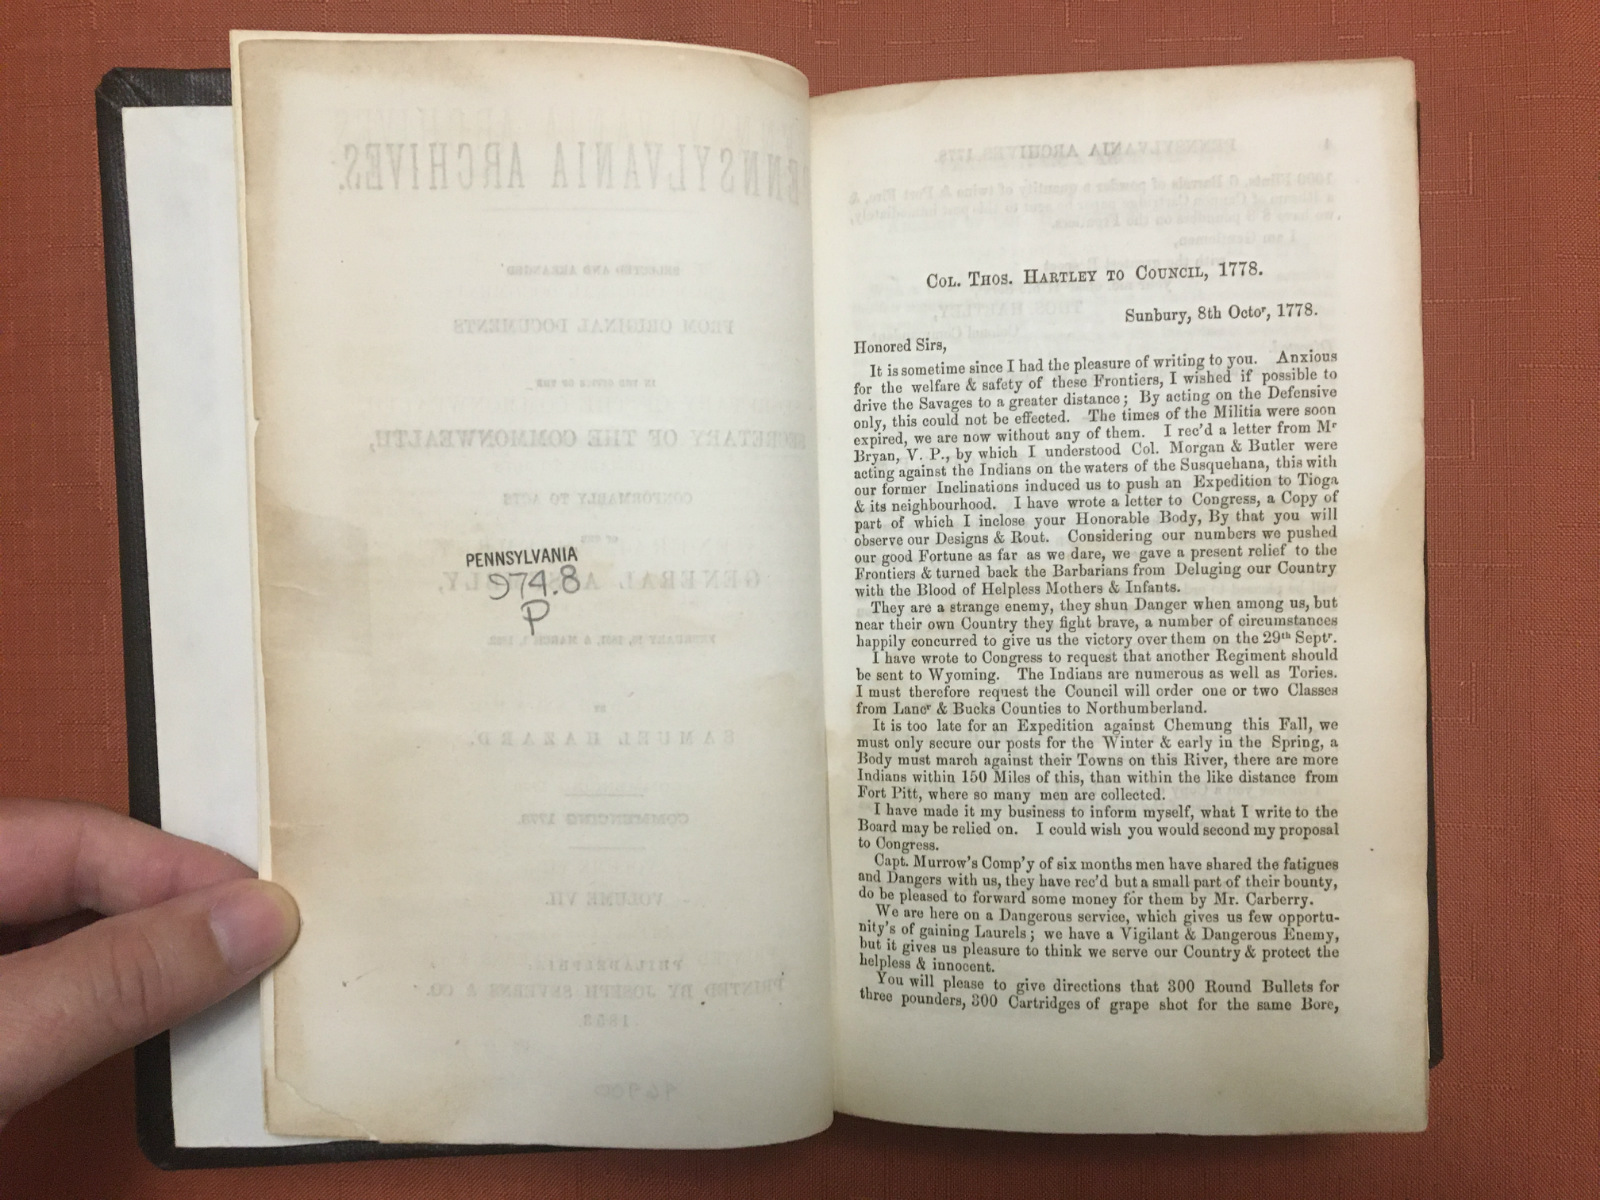 PENNSYLVANIA
974.8
P
COL. THOS. HARTLEY TO COUNCIL, 1778.
Sunbury, 8th Octoʳ, 1778.
Honored Sirs,
It is sometime since I had the pleasure of writing to you. Anxious
for the welfare & safety of these Frontiers, I wished if possible to
drive the Savages to a greater distance; By acting on the Defensive
only, this could not be effected. The times of the Militia were soon
expired, we are now without any of them. I rec'd a letter from Mʳ
Bryan, V. P., by which I understood Col. Morgan & Butler were
acting against the Indians on the waters of the Susquehana, this with
our former Inclinations induced us to push an Expedition to Tioga
& its neighbourhood. I have wrote a letter to Congress, a Copy of
part of which I inclose your Honorable Body, By that you will
observe our Designs & Rout. Considering our numbers we pushed
our good Fortune as far as we dare, we gave a present relief to the
Frontiers & turned back the Barbarians from Deluging our Country
with the Blood of Helpless Mothers & Infants.
They are a strange enemy, they shun Danger when among us, but
near their own Country they fight brave, a number of circumstances
happily concurred to give us the victory over them on the 29ᵗʰ Septʳ.
I have wrote to Congress to request that another Regiment should
be sent to Wyoming. The Indians are numerous as well as Tories.
I must therefore request the Council will order one or two Classes
from Lancʳ & Bucks Counties to Northumberland.
It is too late for an Expedition against Chemung this Fall, we
must only secure our posts for the Winter & early in the Spring, a
Body must march against their Towns on this River, there are more
Indians within 150 Miles of this, than within the like distance from
Fort Pitt, where so many men are collected.
I have made it my business to inform myself, what I write to the
Board may be relied on. I could wish you would second my proposal
to Congress.
Capt. Murrow's Comp'y of six months men have shared the fatigues
and Dangers with us, they have rec'd but a small part of their bounty,
do be pleased to forward some money for them by Mr. Carberry.
We are here on a Dangerous service, which gives us few opportu-
nity's of gaining Laurels; we have a Vigilant & Dangerous Enemy,
but it gives us pleasure to think we serve our Country & protect the
helpless & innocent.
You will please to give directions that 300 Round Bullets for
three pounders, 300 Cartridges of grape shot for the same Bore,